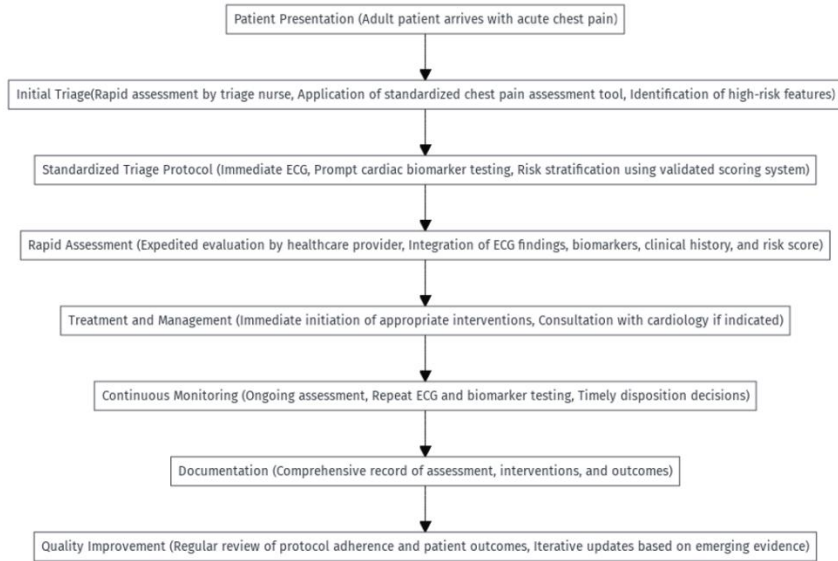 Patient Presentation (Adult patient arrives with acute chest pain)
Initial Triage(Rapid assessment by triage nurse, Application of standardized chest pain assessment tool, Identification of high-risk features)
Standardized Triage Protocol (Immediate ECG, Prompt cardiac biomarker testing, Risk stratification using validated scoring system)
Rapid Assessment (Expedited evaluation by healthcare provider, Integration of ECG findings, biomarkers, clinical history, and risk score)
Treatment and Management (Immediate initiation of appropriate interventions, Consultation with cardiology if indicated)
Continuous Monitoring (Ongoing assessment, Repeat ECG and biomarker testing, Timely disposition decisions)
Documentation (Comprehensive record of assessment, interventions, and outcomes)
Quality Improvement (Regular review of protocol adherence and patient outcomes, Iterative updates based on emerging evidence)